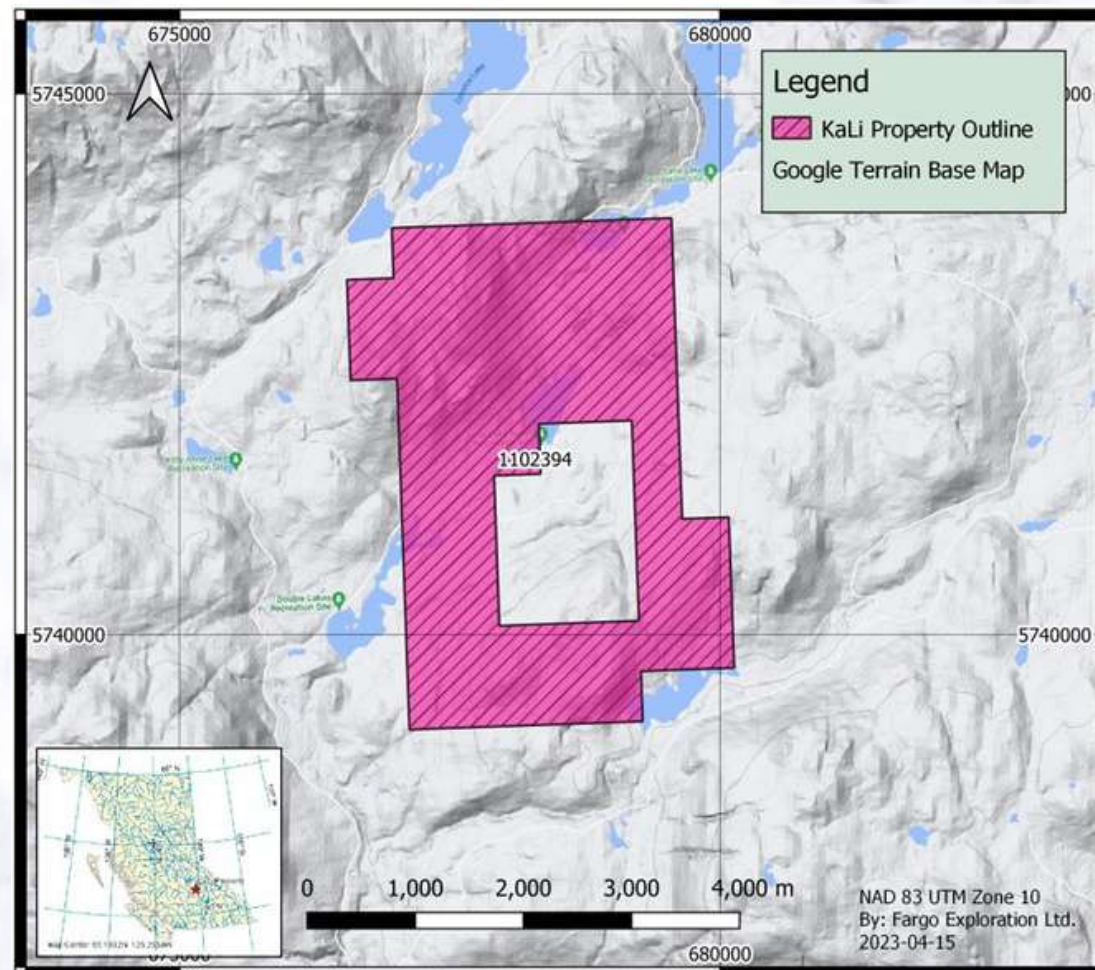 675000
680000
5745000
Legend
KaLi Property Outline
Google Terrain Base Map
1102394
Recreation Site
Double Lakes
Recreation Site
5740000
5740000
0 1,000 2,000 3,000 4,000 m
NAD 83 UTM Zone 10
By: Fargo Exploration Ltd.
2023-04-15
680000